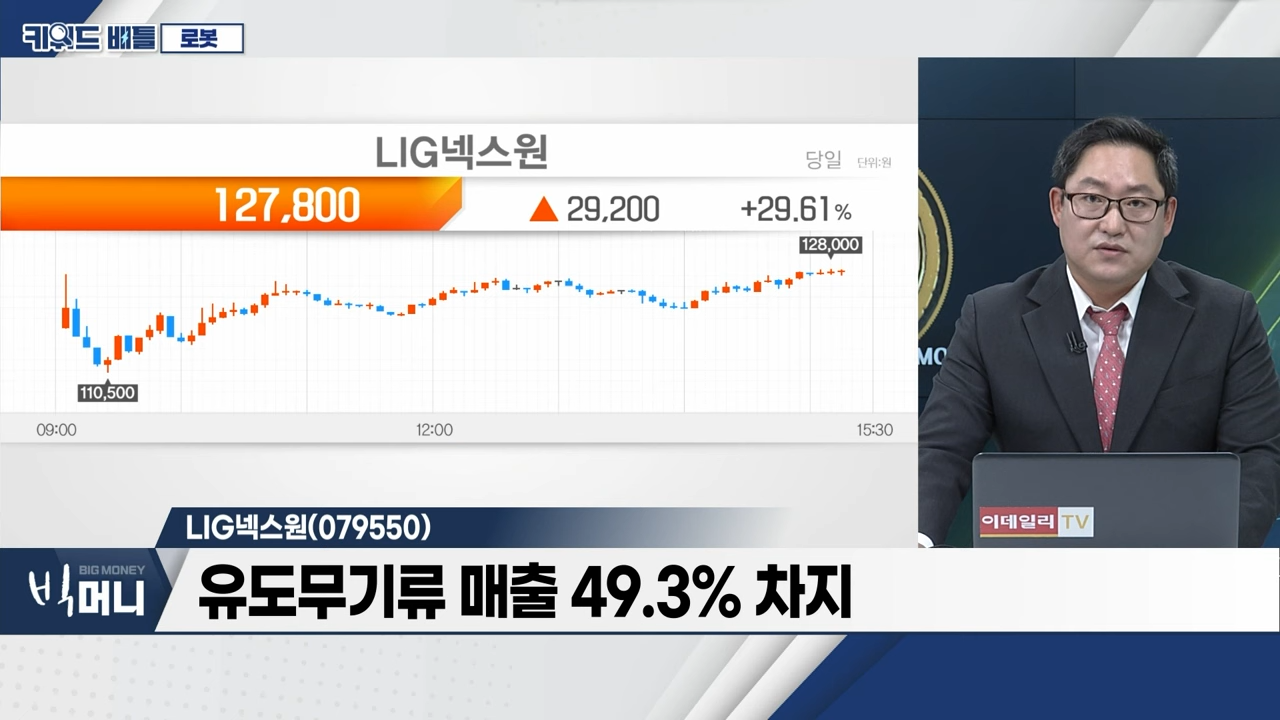 키워드 배틀 로봇
LIG넥스원
당일 단위:원
127,800 ▲ 29,200 +29.61%
128,000
110,500
09:00 12:00 15:30
MO
LIG넥스원(079550)
이데일리 TV
BIG MONEY
빅머니
유도무기류 매출 49.3% 차지